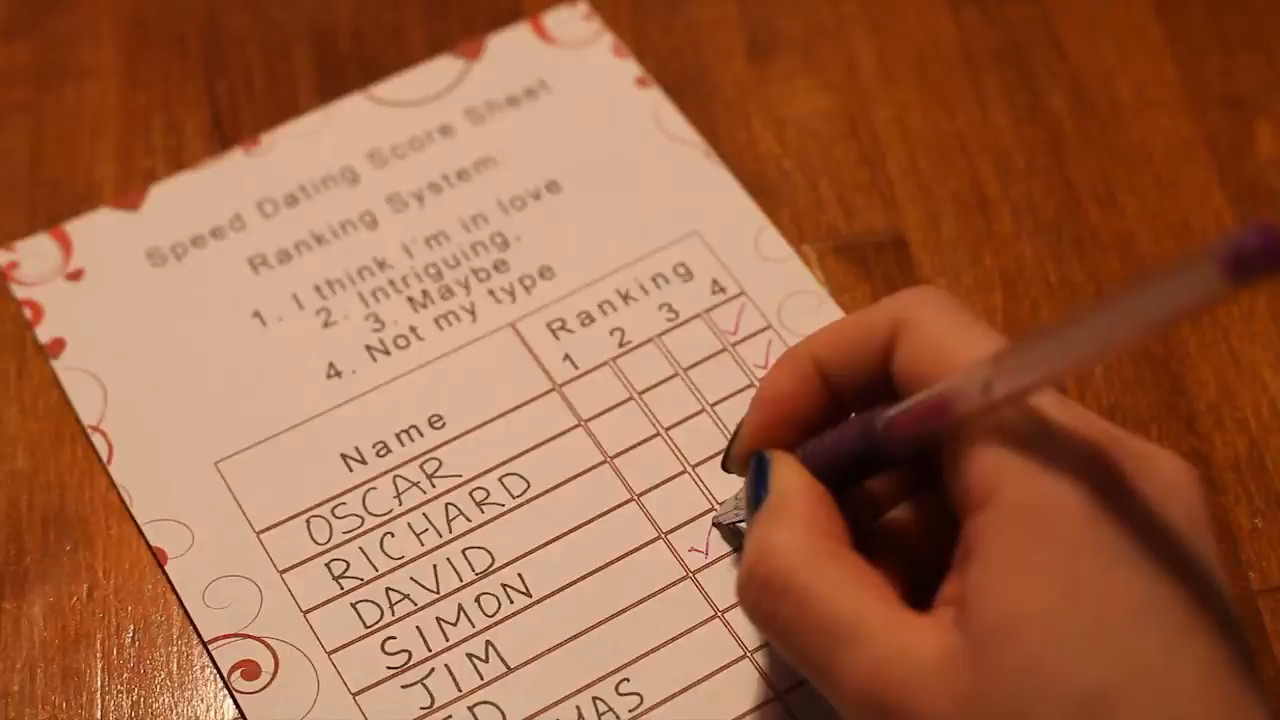 Speed Dating Score Sheet
Ranking System
1. I think I'm in love
2. Intriguing.
3. Maybe
4. Not my type
Name Ranking
1 2 3 4
OSCAR
RICHARD
DAVID
SIMON
JIM